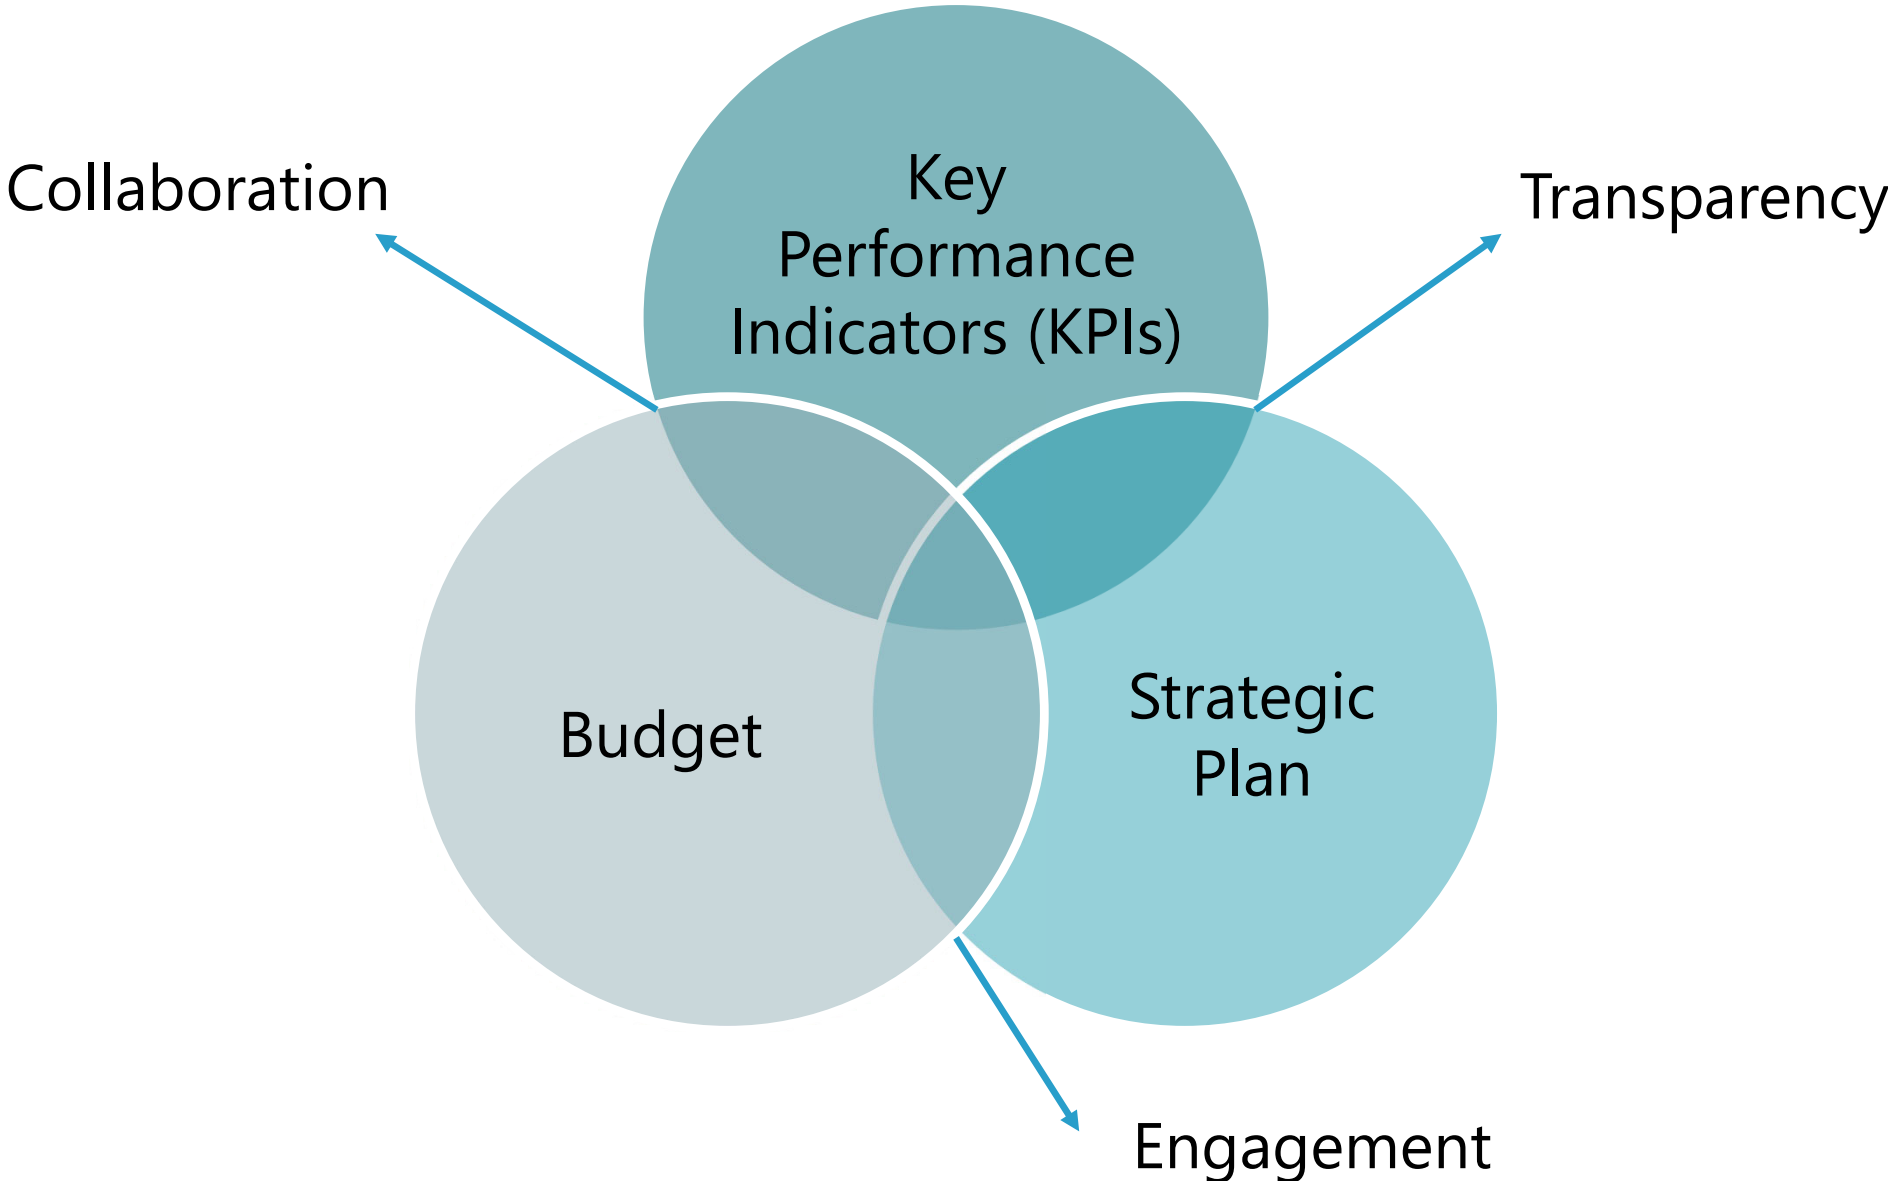 Collaboration
Key
Performance
Indicators (KPIs)
Transparency
Budget
Strategic
Plan
Engagement